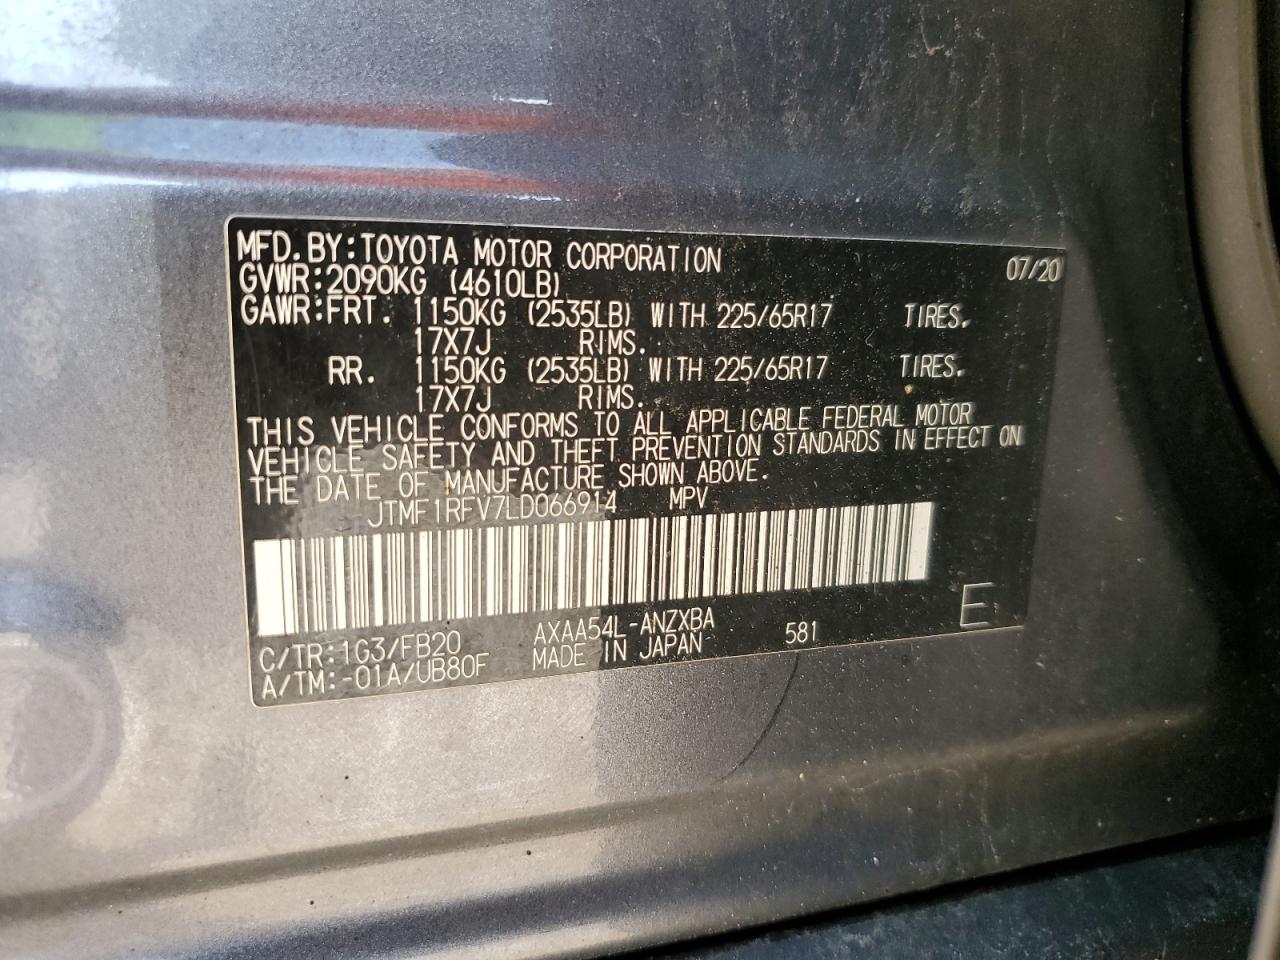 MFD.BY:TOYOTA MOTOR CORPORATION 07/20
GVWR:2090KG (4610LB)
GAWR:FRT. 1150KG (2535LB) WITH 225/65R17 TIRES.
17X7J RIMS.
RR. 1150KG (2535LB) WITH 225/65R17 TIRES.
17X7J RIMS.
THIS VEHICLE CONFORMS TO ALL APPLICABLE FEDERAL MOTOR
VEHICLE SAFETY AND THEFT PREVENTION STANDARDS IN EFFECT ON
THE DATE OF MANUFACTURE SHOWN ABOVE.
JTMF1RFV7LD066914 MPV
C/TR:1G3/FB20 AXAA54L-ANZXBA 581 E
A/TM:-01A/UB80F MADE IN JAPAN